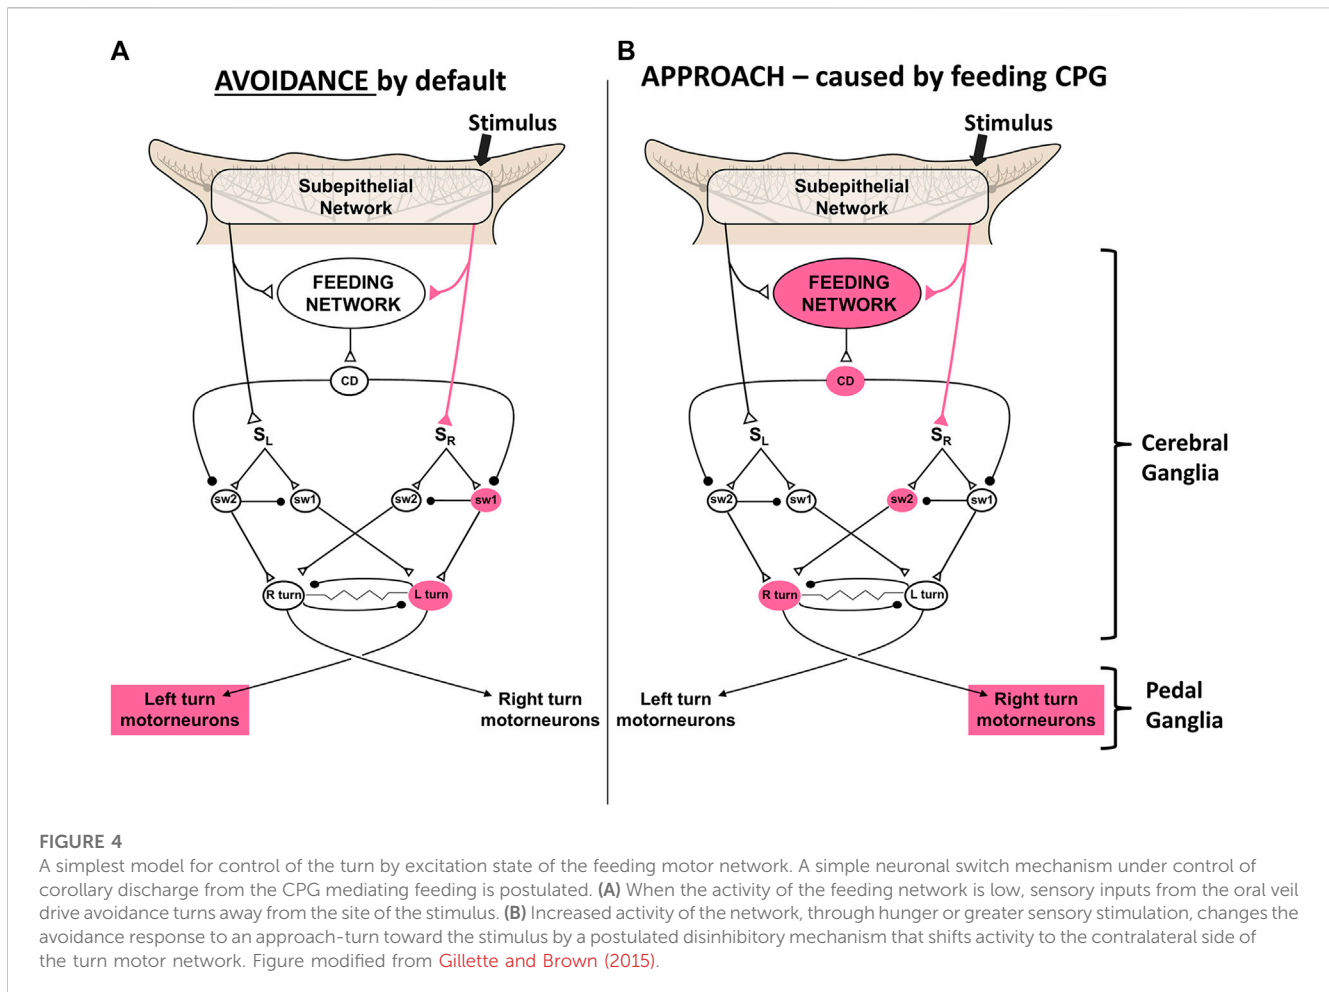 A
AVOIDANCE by default
Stimulus
Subepithelial
Network
FEEDING
NETWORK
CD
SL
SR
sw2
sw1
sw2
sw1
R turn
L turn
Left turn
motorneurons
Right turn
motorneurons
B
APPROACH – caused by feeding CPG
Stimulus
Subepithelial
Network
FEEDING
NETWORK
CD
SL
SR
sw2
sw1
sw2
sw1
R turn
L turn
Left turn
motorneurons
Right turn
motorneurons
Cerebral
Ganglia
Pedal
Ganglia
FIGURE 4
A simplest model for control of the turn by excitation state of the feeding motor network. A simple neuronal switch mechanism under control of
corollary discharge from the CPG mediating feeding is postulated. (A) When the activity of the feeding network is low, sensory inputs from the oral veil
drive avoidance turns away from the site of the stimulus. (B) Increased activity of the network, through hunger or greater sensory stimulation, changes the
avoidance response to an approach-turn toward the stimulus by a postulated disinhibitory mechanism that shifts activity to the contralateral side of
the turn motor network. Figure modified from Gillette and Brown (2015).